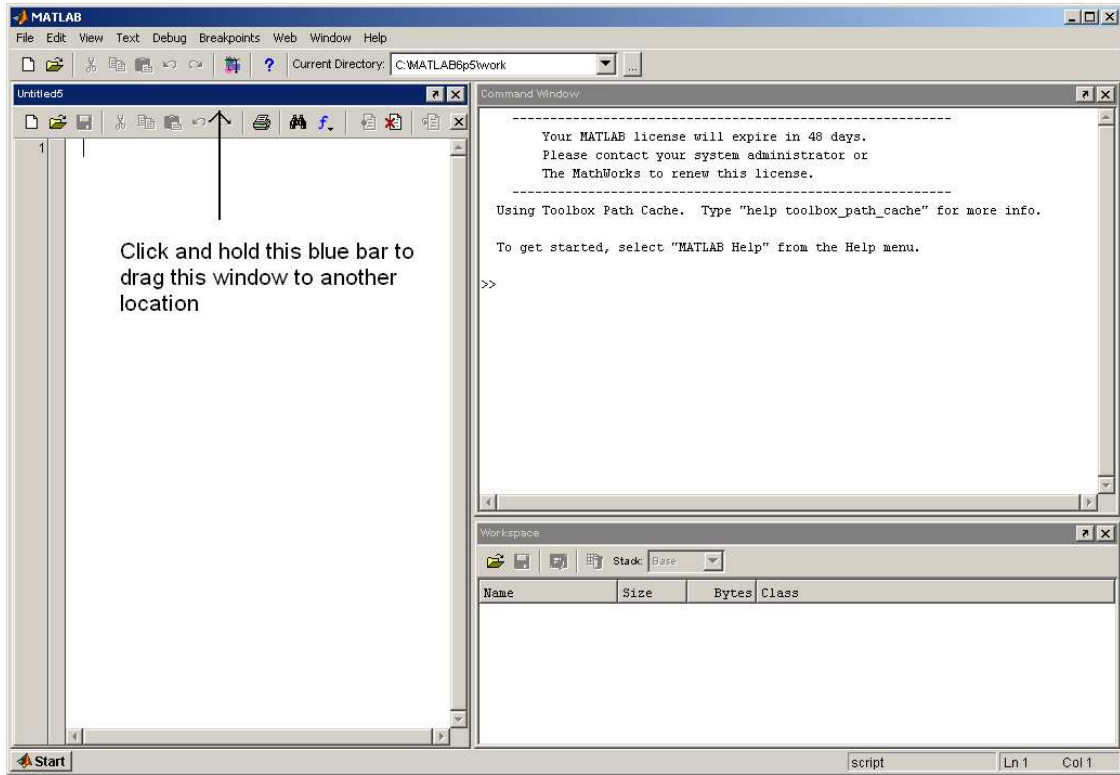 MATLAB
File Edit View Text Debug Breakpoints Web Window Help
Current Directory: C:\MATLAB6p5\work
Untitled5
1
Click and hold this blue bar to
drag this window to another
location
Command Window
-----------------------------------------------------------
Your MATLAB license will expire in 48 days.
Please contact your system administrator or
The MathWorks to renew this license.
-----------------------------------------------------------
Using Toolbox Path Cache. Type "help toolbox_path_cache" for more info.
To get started, select "MATLAB Help" from the Help menu.
>>
Workspace
Stack: Base
Name Size Bytes Class
Start
script Ln 1 Col 1